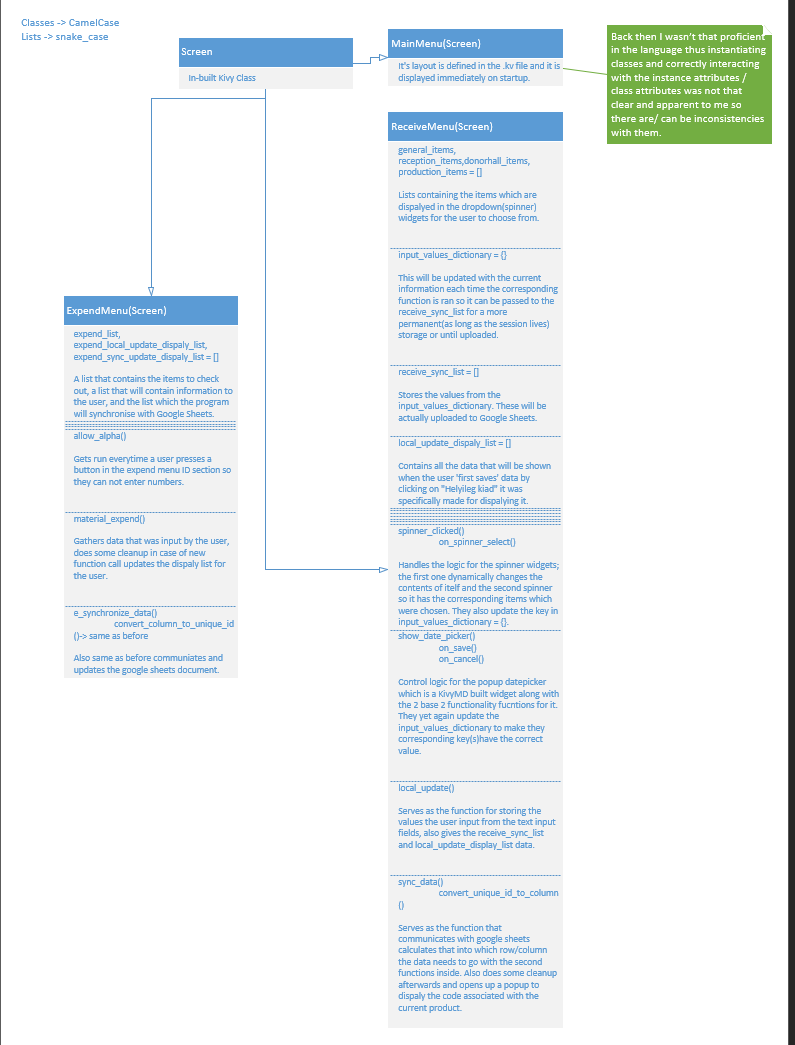 Classes -> CamelCase
Lists -> snake_case
Screen
In-built Kivy Class
MainMenu(Screen)
It's layout is defined in the .kv file and it is
displayed immediately on startup.
Back then I wasn't that proficient
in the language thus instantiating
classes and correctly interacting
with the instance attributes /
class attributes was not that
clear and apparent to me so
there are/ can be inconsistencies
with them.
ReceiveMenu(Screen)
general_items,
reception_items,donorhall_items,
production_items = []
Lists containing the items which are
dispalyed in the dropdown(spinner)
widgets for the user to choose from.
input_values_dictionary = {}
This will be updated with the current
information each time the corresponding
function is ran so it can be passed to the
receive_sync_list for a more
permanent(as long as the session lives)
storage or until uploaded.
receive_sync_list = []
Stores the values from the
input_values_dictionary. These will be
actually uploaded to Google Sheets.
local_update_dispaly_list = []
Contains all the data that will be shown
when the user 'first saves' data by
clicking on "Helyileg kiad" it was
specifically made for dispalying it.
spinner_clicked()
on_spinner_select()
Handles the logic for the spinner widgets;
the first one dynamically changes the
contents of itelf and the second spinner
so it has the corresponding items which
were chosen. They also update the key in
input_values_dictionary = {}.
show_date_picker()
on_save()
on_cancel()
Control logic for the popup datepicker
which is a KivyMD built widget along with
the 2 base 2 functionality fucntions for it.
They yet again update the
input_values_dictionary to make they
corresponding key(s)have the correct
value.
local_update()
Serves as the function for storing the
values the user input from the text input
fields, also gives the receive_sync_list
and local_update_display_list data.
sync_data()
convert_unique_id_to_column
()
Serves as the function that
communicates with google sheets
calculates that into which row/column
the data needs to go with the second
functions inside. Also does some cleanup
afterwards and opens up a popup to
dispaly the code associated with the
current product.
ExpendMenu(Screen)
expend_list,
expend_local_update_dispaly_list,
expend_sync_update_dispaly_list = []
A list that contains the items to check
out, a list that will contain information to
the user, and the list which the program
will synchronise with Google Sheets.
allow_alpha()
Gets run everytime a user presses a
button in the expend menu ID section so
they can not enter numbers.
material_expend()
Gathers data that was input by the user,
does some cleanup in case of new
function call updates the dispaly list for
the user.
e_synchronize_data()
convert_column_to_unique_id
()-> same as before
Also same as before communiates and
updates the google sheets document.